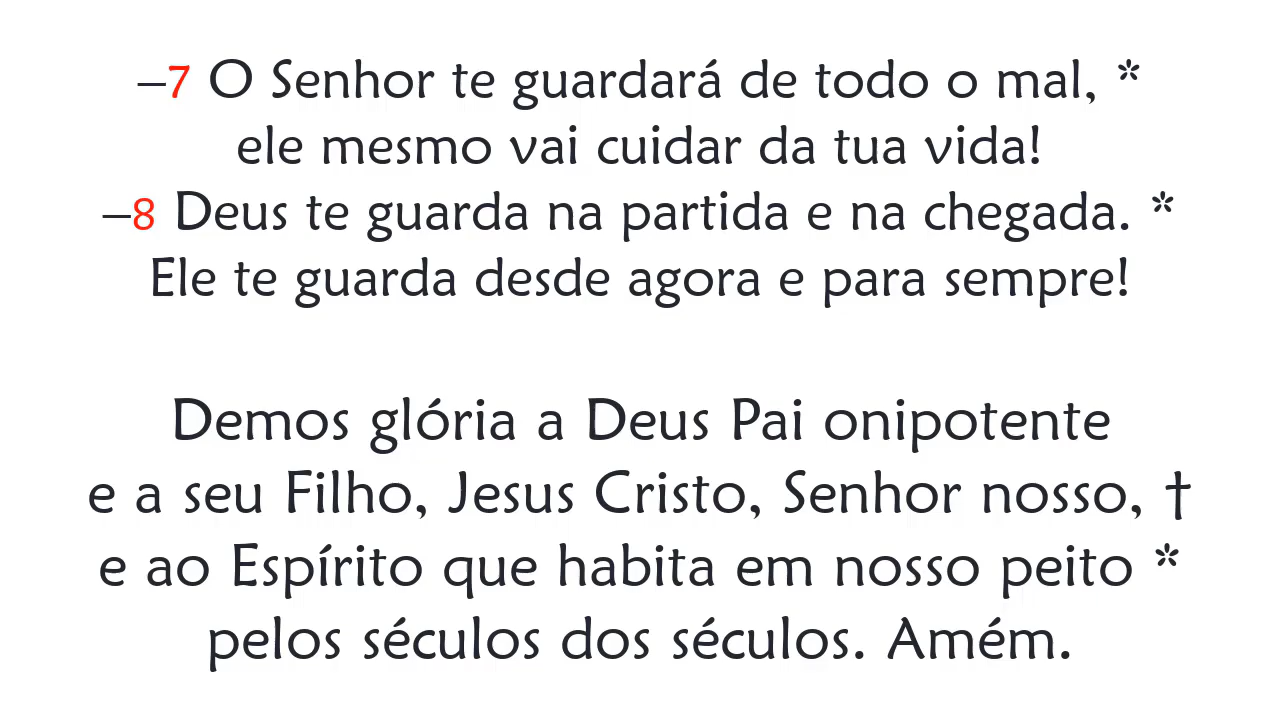 –7 O Senhor te guardará de todo o mal, *
ele mesmo vai cuidar da tua vida!
–8 Deus te guarda na partida e na chegada. *
Ele te guarda desde agora e para sempre!
Demos glória a Deus Pai onipotente
e a seu Filho, Jesus Cristo, Senhor nosso, †
e ao Espírito que habita em nosso peito *
pelos séculos dos séculos. Amém.